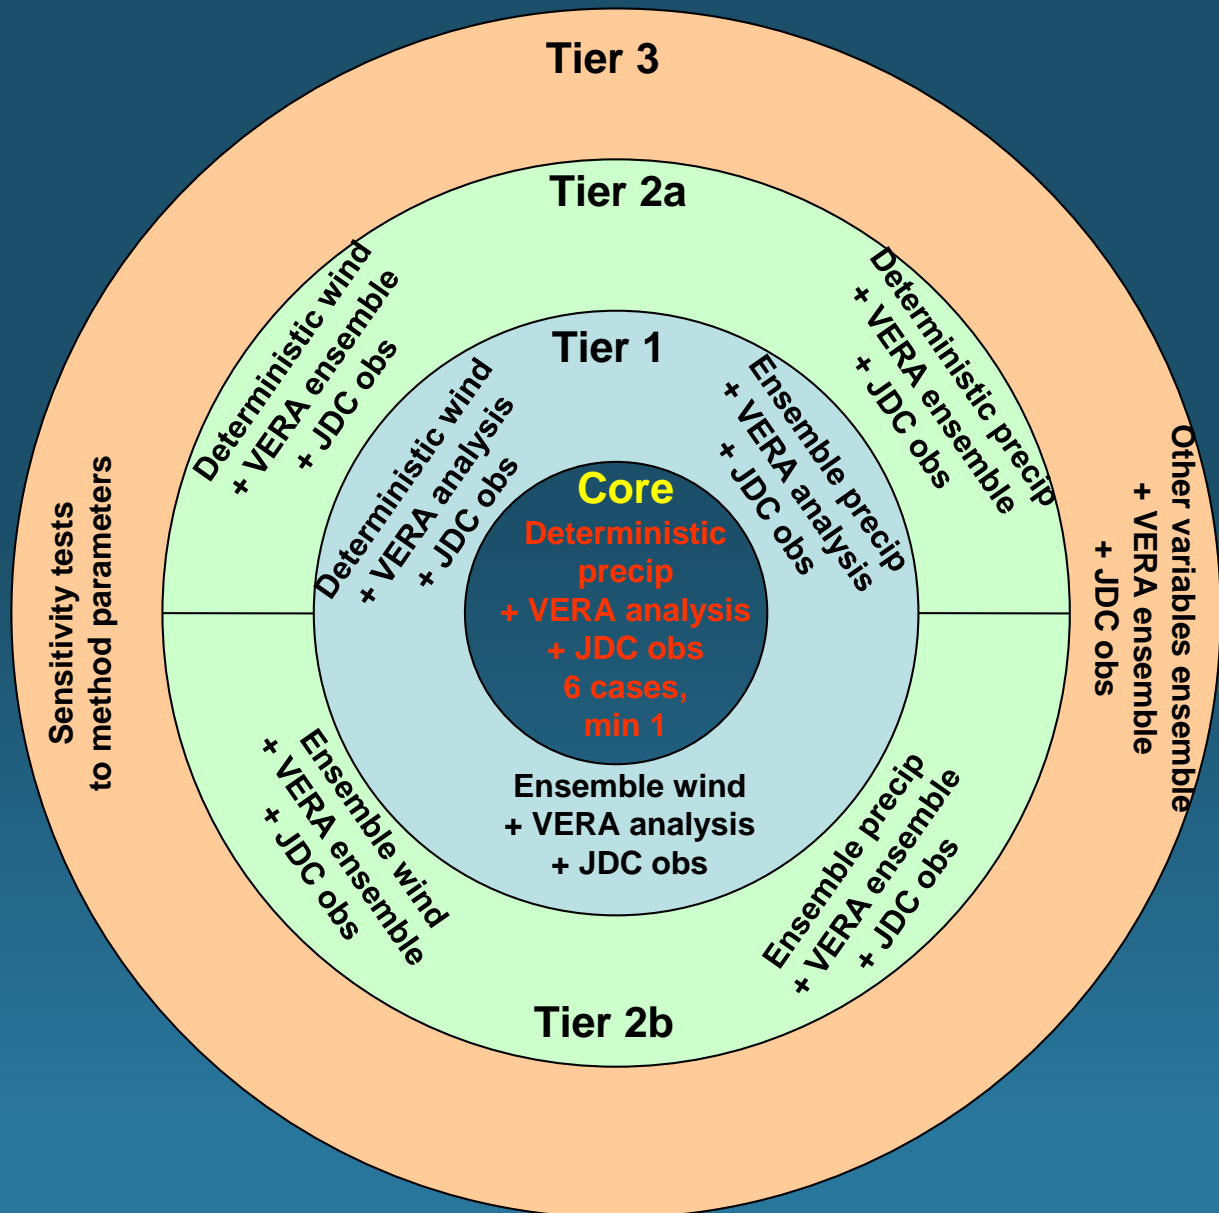 Tier 3
Tier 2a
Deterministic wind
+ VERA ensemble
+ JDC obs
Deterministic precip
+ VERA ensemble
+ JDC obs
Tier 1
Deterministic wind
+ VERA analysis
+ JDC obs
Ensemble precip
+ VERA analysis
+ JDC obs
Core
Deterministic
precip
+ VERA analysis
+ JDC obs
6 cases,
min 1
Ensemble wind
+ VERA analysis
+ JDC obs
Sensitivity tests
to method parameters
Other variables ensemble
+ VERA ensemble
+ JDC obs
Ensemble wind
+ VERA ensemble
+ JDC obs
Ensemble precip
+ VERA ensemble
+ JDC obs
Tier 2b